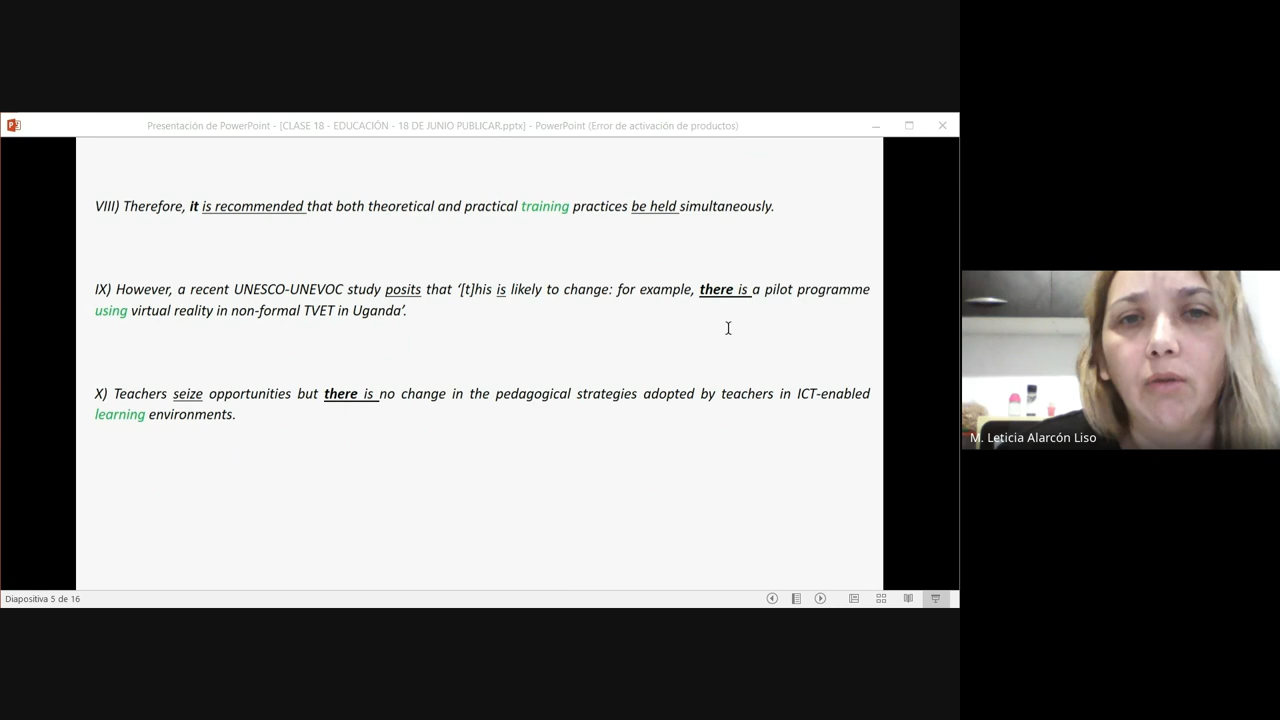 Presentación de PowerPoint - [CLASE 18 - EDUCACIÓN - 18 DE JUNIO PUBLICAR.pptx] - PowerPoint (Error de activación de productos)
VIII) Therefore, it is recommended that both theoretical and practical training practices be held simultaneously.
IX) However, a recent UNESCO-UNEVOC study posits that ‘[t]his is likely to change: for example, there is a pilot programme
using virtual reality in non-formal TVET in Uganda’.
X) Teachers seize opportunities but there is no change in the pedagogical strategies adopted by teachers in ICT-enabled
learning environments.
M. Leticia Alarcón Liso
Diapositiva 5 de 16